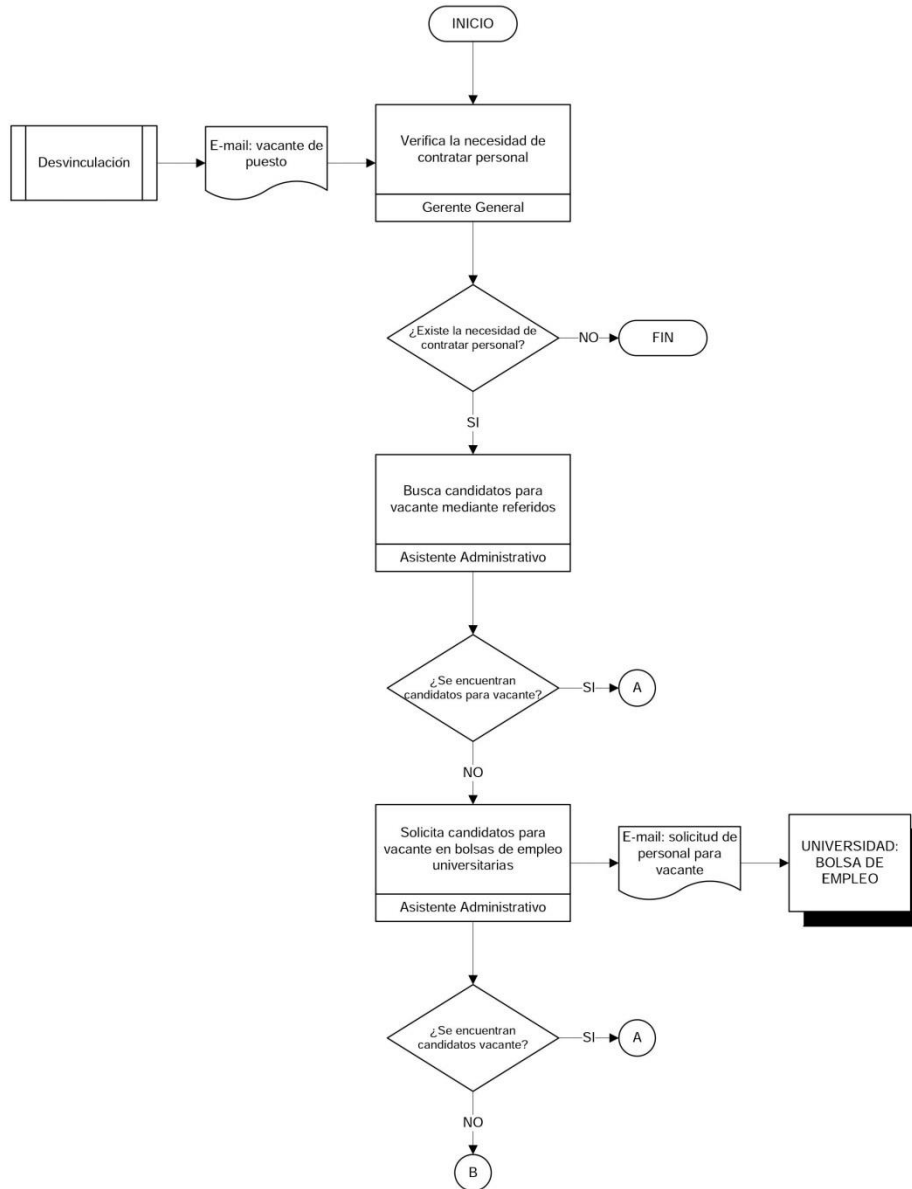 INICIO
Desvinculación
E-mail: vacante de
puesto
Verifica la necesidad de
contratar personal
Gerente General
¿Existe la necesidad de
contratar personal?
NO
FIN
SI
Busca candidatos para
vacante mediante referidos
Asistente Administrativo
¿Se encuentran
candidatos para vacante?
SI
A
NO
Solicita candidatos para
vacante en bolsas de empleo
universitarias
Asistente Administrativo
E-mail: solicitud de
personal para
vacante
UNIVERSIDAD:
BOLSA DE
EMPLEO
¿Se encuentran
candidatos vacante?
SI
A
NO
B